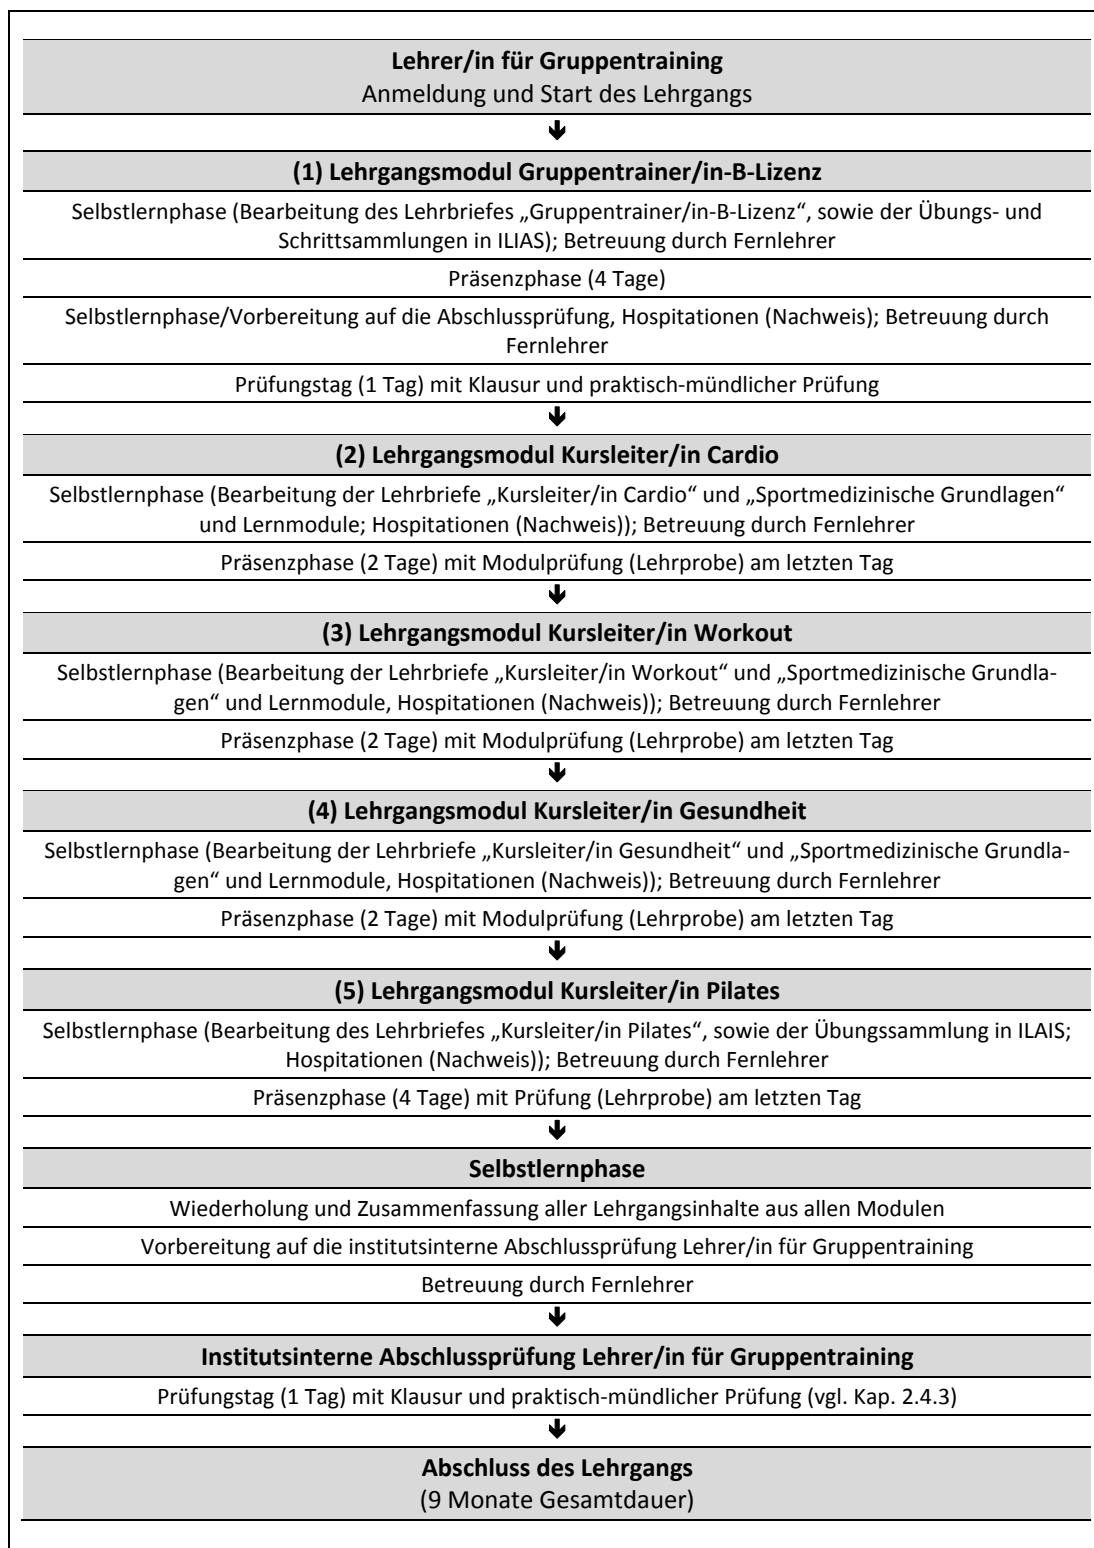 Lehrer/in für Gruppentraining
Anmeldung und Start des Lehrgangs
🡻
(1) Lehrgangsmodul Gruppentrainer/in-B-Lizenz
Selbstlernphase (Bearbeitung des Lehrbriefes „Gruppentrainer/in-B-Lizenz“, sowie der Übungs- und
Schrittsammlungen in ILIAS); Betreuung durch Fernlehrer
Präsenzphase (4 Tage)
Selbstlernphase/Vorbereitung auf die Abschlussprüfung, Hospitationen (Nachweis); Betreuung durch
Fernlehrer
Prüfungstag (1 Tag) mit Klausur und praktisch-mündlicher Prüfung
🡻
(2) Lehrgangsmodul Kursleiter/in Cardio
Selbstlernphase (Bearbeitung der Lehrbriefe „Kursleiter/in Cardio“ und „Sportmedizinische Grundlagen“
und Lernmodule; Hospitationen (Nachweis)); Betreuung durch Fernlehrer
Präsenzphase (2 Tage) mit Modulprüfung (Lehrprobe) am letzten Tag
🡻
(3) Lehrgangsmodul Kursleiter/in Workout
Selbstlernphase (Bearbeitung der Lehrbriefe „Kursleiter/in Workout“ und „Sportmedizinische Grundla-
gen“ und Lernmodule, Hospitationen (Nachweis)); Betreuung durch Fernlehrer
Präsenzphase (2 Tage) mit Modulprüfung (Lehrprobe) am letzten Tag
🡻
(4) Lehrgangsmodul Kursleiter/in Gesundheit
Selbstlernphase (Bearbeitung der Lehrbriefe „Kursleiter/in Gesundheit“ und „Sportmedizinische Grundla-
gen“ und Lernmodule, Hospitationen (Nachweis)); Betreuung durch Fernlehrer
Präsenzphase (2 Tage) mit Modulprüfung (Lehrprobe) am letzten Tag
🡻
(5) Lehrgangsmodul Kursleiter/in Pilates
Selbstlernphase (Bearbeitung des Lehrbriefes „Kursleiter/in Pilates“, sowie der Übungssammlung in ILAIS;
Hospitationen (Nachweis)); Betreuung durch Fernlehrer
Präsenzphase (4 Tage) mit Prüfung (Lehrprobe) am letzten Tag
🡻
Selbstlernphase
Wiederholung und Zusammenfassung aller Lehrgangsinhalte aus allen Modulen
Vorbereitung auf die institutsinterne Abschlussprüfung Lehrer/in für Gruppentraining
Betreuung durch Fernlehrer
🡻
Institutsinterne Abschlussprüfung Lehrer/in für Gruppentraining
Prüfungstag (1 Tag) mit Klausur und praktisch-mündlicher Prüfung (vgl. Kap. 2.4.3)
🡻
Abschluss des Lehrgangs
(9 Monate Gesamtdauer)